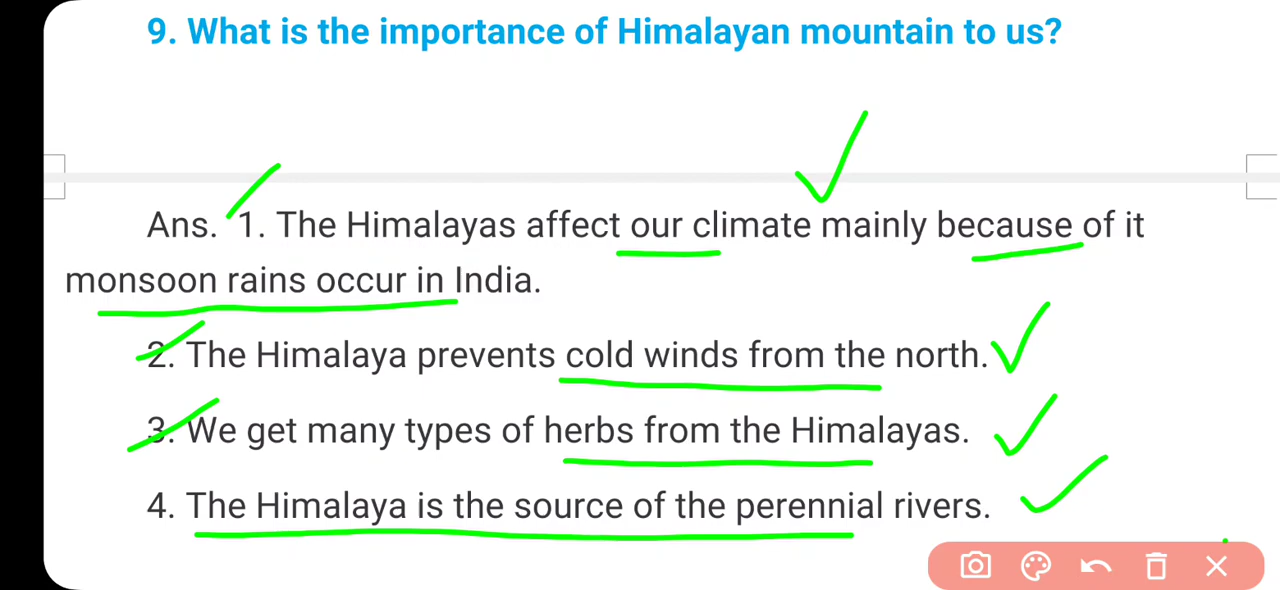 9. What is the importance of Himalayan mountain to us?
Ans. 1. The Himalayas affect our climate mainly because of it
monsoon rains occur in India.
2. The Himalaya prevents cold winds from the north.
3. We get many types of herbs from the Himalayas.
4. The Himalaya is the source of the perennial rivers.